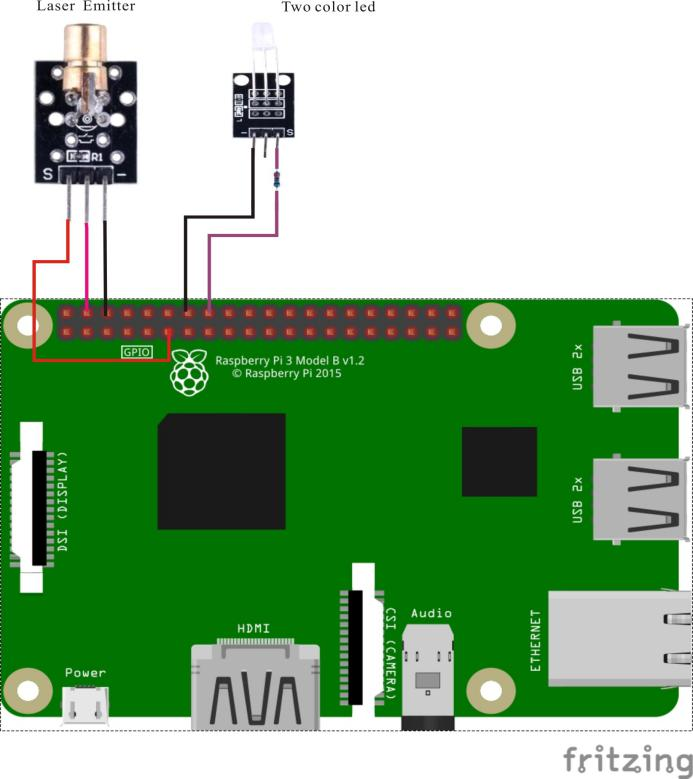 Laser Emitter
Two color led
R1
S
-
-
S
GPIO
Raspberry Pi 3 Model B v1.2
© Raspberry Pi 2015
USB 2x
USB 2x
DSI (DISPLAY)
HDMI
CSI (CAMERA)
Audio
ETHERNET
Power
fritzing